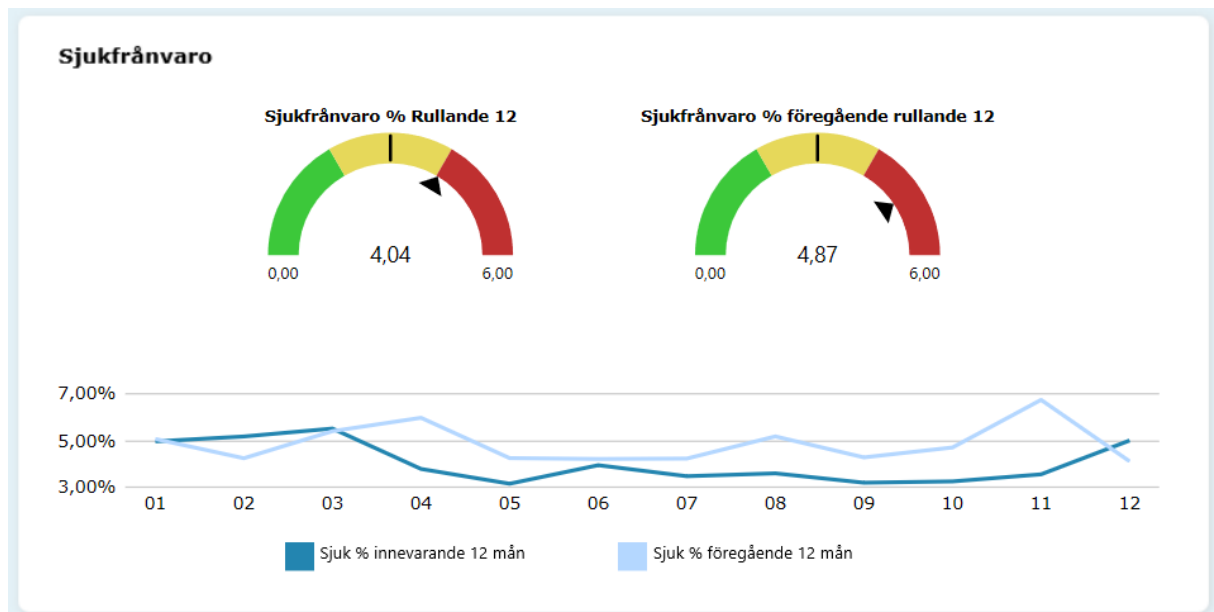 Sjukfrånvaro
Sjukfrånvaro % Rullande 12
Sjukfrånvaro % föregående rullande 12
4,04
4,87
0,00
6,00
0,00
6,00
7,00%
5,00%
3,00%
01 02 03 04 05 06 07 08 09 10 11 12
Sjuk % innevarande 12 mån
Sjuk % föregående 12 mån